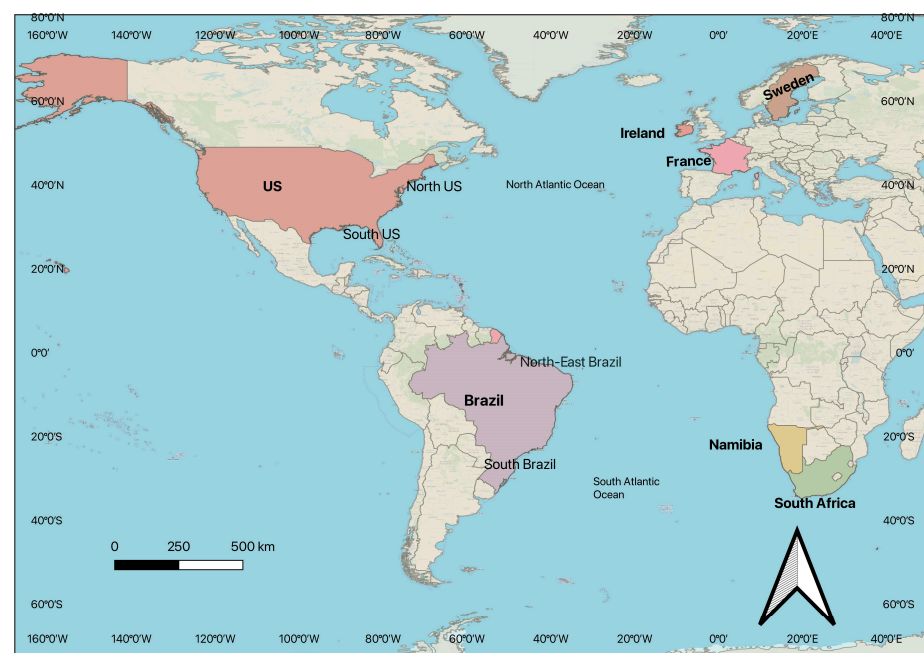 80°0'N 80°0'N
160°0'W 140°0'W 120°0'W 100°0'W 80°0'W 60°0'W 40°0'W 20°0'W 0°0' 20°0'E 40°0'E
Sweden
60°0'N 60°0'N
Ireland
France
US North US North Atlantic Ocean
40°0'N 40°0'N
South US
20°0'N 20°0'N
0°0' 0°0'
North-East Brazil
Brazil
20°0'S 20°0'S
Namibia
South Brazil
South Atlantic
Ocean
South Africa
40°0'S 40°0'S
0 250 500 km
60°0'S 60°0'S
160°0'W 140°0'W 120°0'W 100°0'W 80°0'W 60°0'W 40°0'W 20°0'W 0°0' 20°0'E 40°0'E